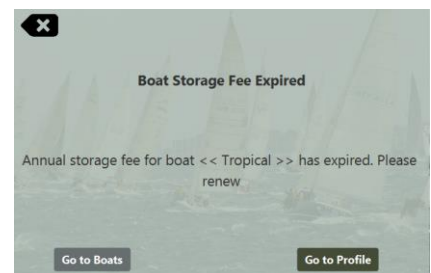 Boat Storage Fee Expired
Annual storage fee for boat << Tropical >> has expired. Please
renew
Go to Boats
Go to Profile